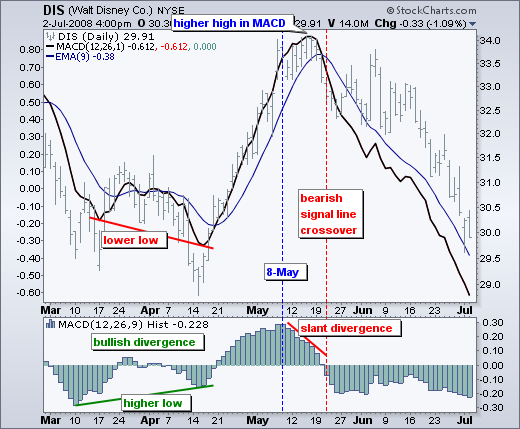 DIS (Walt Disney Co.) NYSE
© StockCharts.com
2-Jul-2008 4:00pm O 30.3 29.91 V 14.0M Chg -0.33 (-1.09%)
higher high in MACD
DIS (Daily) 29.91
MACD(12,26,1) -0.612, -0.612, 0.000
EMA(9) -0.38
0.80
0.60
0.40
0.20
0.00
-0.10
-0.20
-0.30
-0.40
-0.50
-0.60
34.0
33.5
33.0
32.5
32.0
31.5
31.0
30.5
30.0
29.5
29.0
lower low
bearish
signal line
crossover
8-May
Mar 10 17 24 Apr 7 14 21 May 12 19 27 Jun 9 16 23 Jul
MACD(12,26,9) Hist -0.228
bullish divergence
slant divergence
higher low
0.30
0.20
0.10
0.00
-0.10
-0.20
-0.30
Mar 10 17 24 Apr 7 14 21 May 12 19 27 Jun 9 16 23 Jul